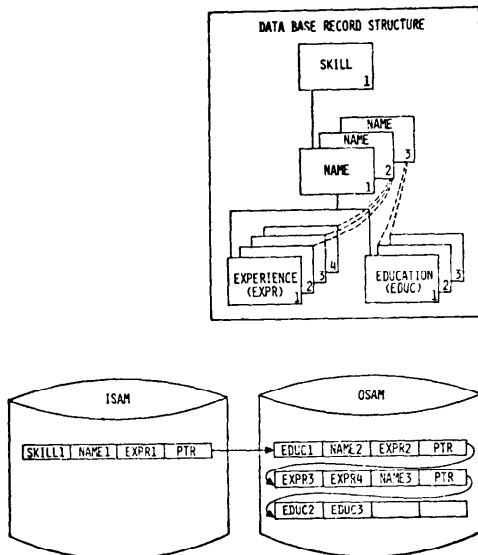 DATA BASE RECORD STRUCTURE
SKILL
1
NAME
NAME
3
NAME
2
1
4
3
EXPERIENCE
(EXPR)
2
1
EDUCATION
(EDUC)
3
2
1
ISAM
OSAM
SKILL1 NAME1 EXPR1 PTR
EDUC1 NAME2 EXPR2 PTR
EXPR3 EXPR4 NAME3 PTR
EDUC2 EDUC3